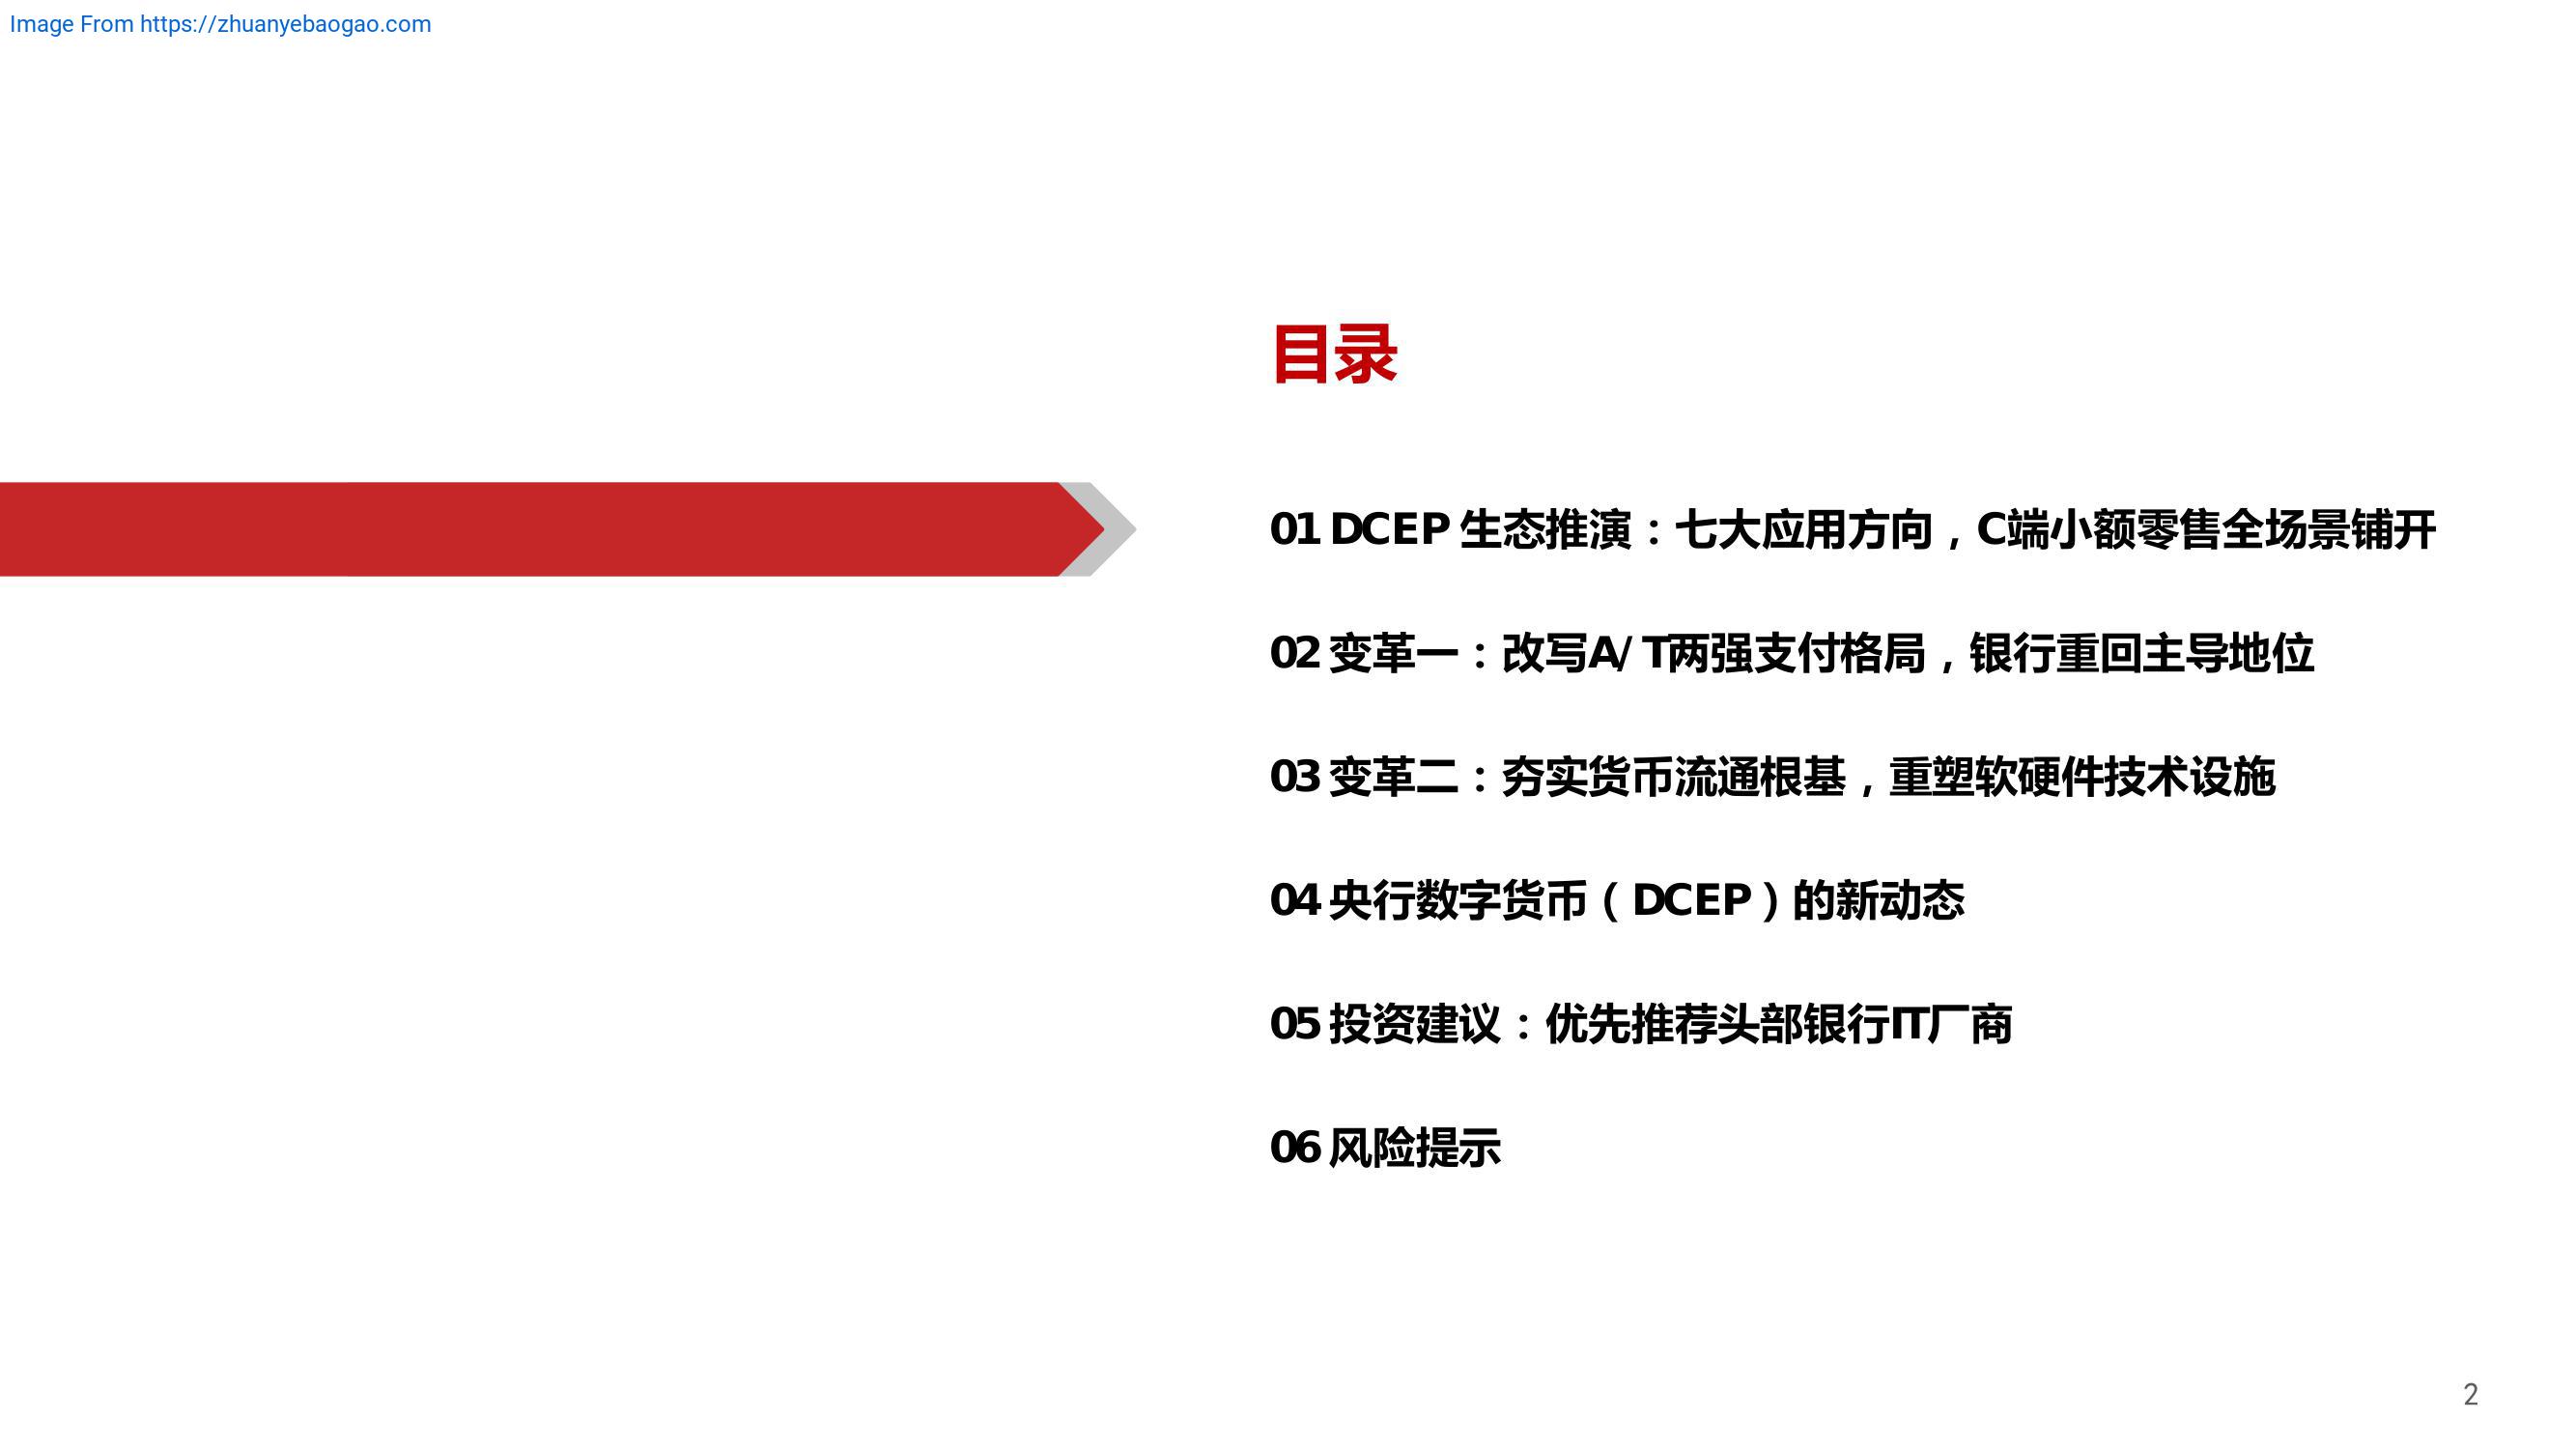 Image From https://zhuanyebaogao.com
目录
01 DCEP 生态推演：七大应用方向，C端小额零售全场景铺开
02 变革一：改写A/T两强支付格局，银行重回主导地位
03 变革二：夯实货币流通根基，重塑软硬件技术设施
04 央行数字货币（DCEP）的新动态
05 投资建议：优先推荐头部银行IT厂商
06 风险提示
2